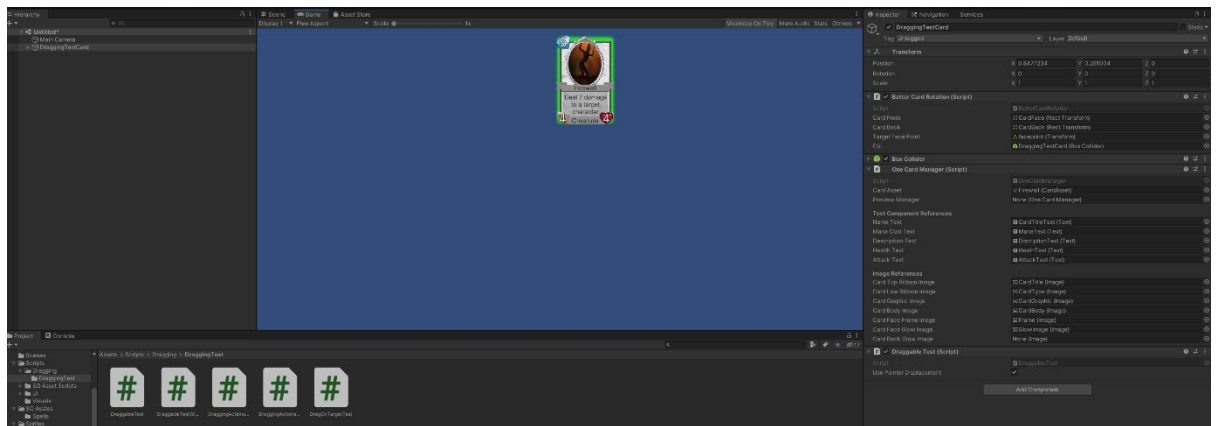 Hierarchy
All
Untitled*
Main Camera
DraggingTestCard
Scene
Game
Asset Store
Display 1
Free Aspect
Scale
1x
Maximize On Play
Mute Audio
Stats
Gizmos
Firewall
Deal 7 damage
to a target
character
4
Creature
4
Project
Console
Scenes
Scripts
Dragging
DraggingTest
SO Asset Scripts
UI
Visuals
SO Assets
Spells
Assets > Scripts > Dragging > DraggingTest
DraggableTest
DraggableTestWi...
DraggingActions...
DraggingActions...
DragOnTargetTest
Inspector
Navigation
Services
DraggingTestCard
Static
Tag Untagged
Layer Default
Transform
Position
X
Y
Z 0
Rotation
X 0
Y 0
Z 0
Scale
X 1
Y 1
Z 1
Better Card Rotation (Script)
Script
BetterCardRotation
Card Front
CardFace (Rect Transform)
Card Back
CardBack (Rect Transform)
Target Face Point
facepoint (Transform)
Col
DraggingTestCard (Box Collider)
Box Collider
One Card Manager (Script)
Script
OneCardManager
Card Asset
Firewall (CardAsset)
Preview Manager
None (One Card Manager)
Text Component References
Name Text
CardTitleText (Text)
Mana Cost Text
ManaText (Text)
Description Text
DescriptionText (Text)
Health Text
HealthText (Text)
Attack Text
AttackText (Text)
Image References
Card Top Ribbon Image
CardTitle (Image)
Card Low Ribbon Image
CardType (Image)
Card Graphic Image
CardGraphic (Image)
Card Body Image
CardBody (Image)
Card Face Frame Image
Frame (Image)
Card Face Glow Image
GlowImage (Image)
Card Back Glow Image
None (Image)
Draggable Test (Script)
Script
DraggableTest
Use Pointer Displacement
Add Component